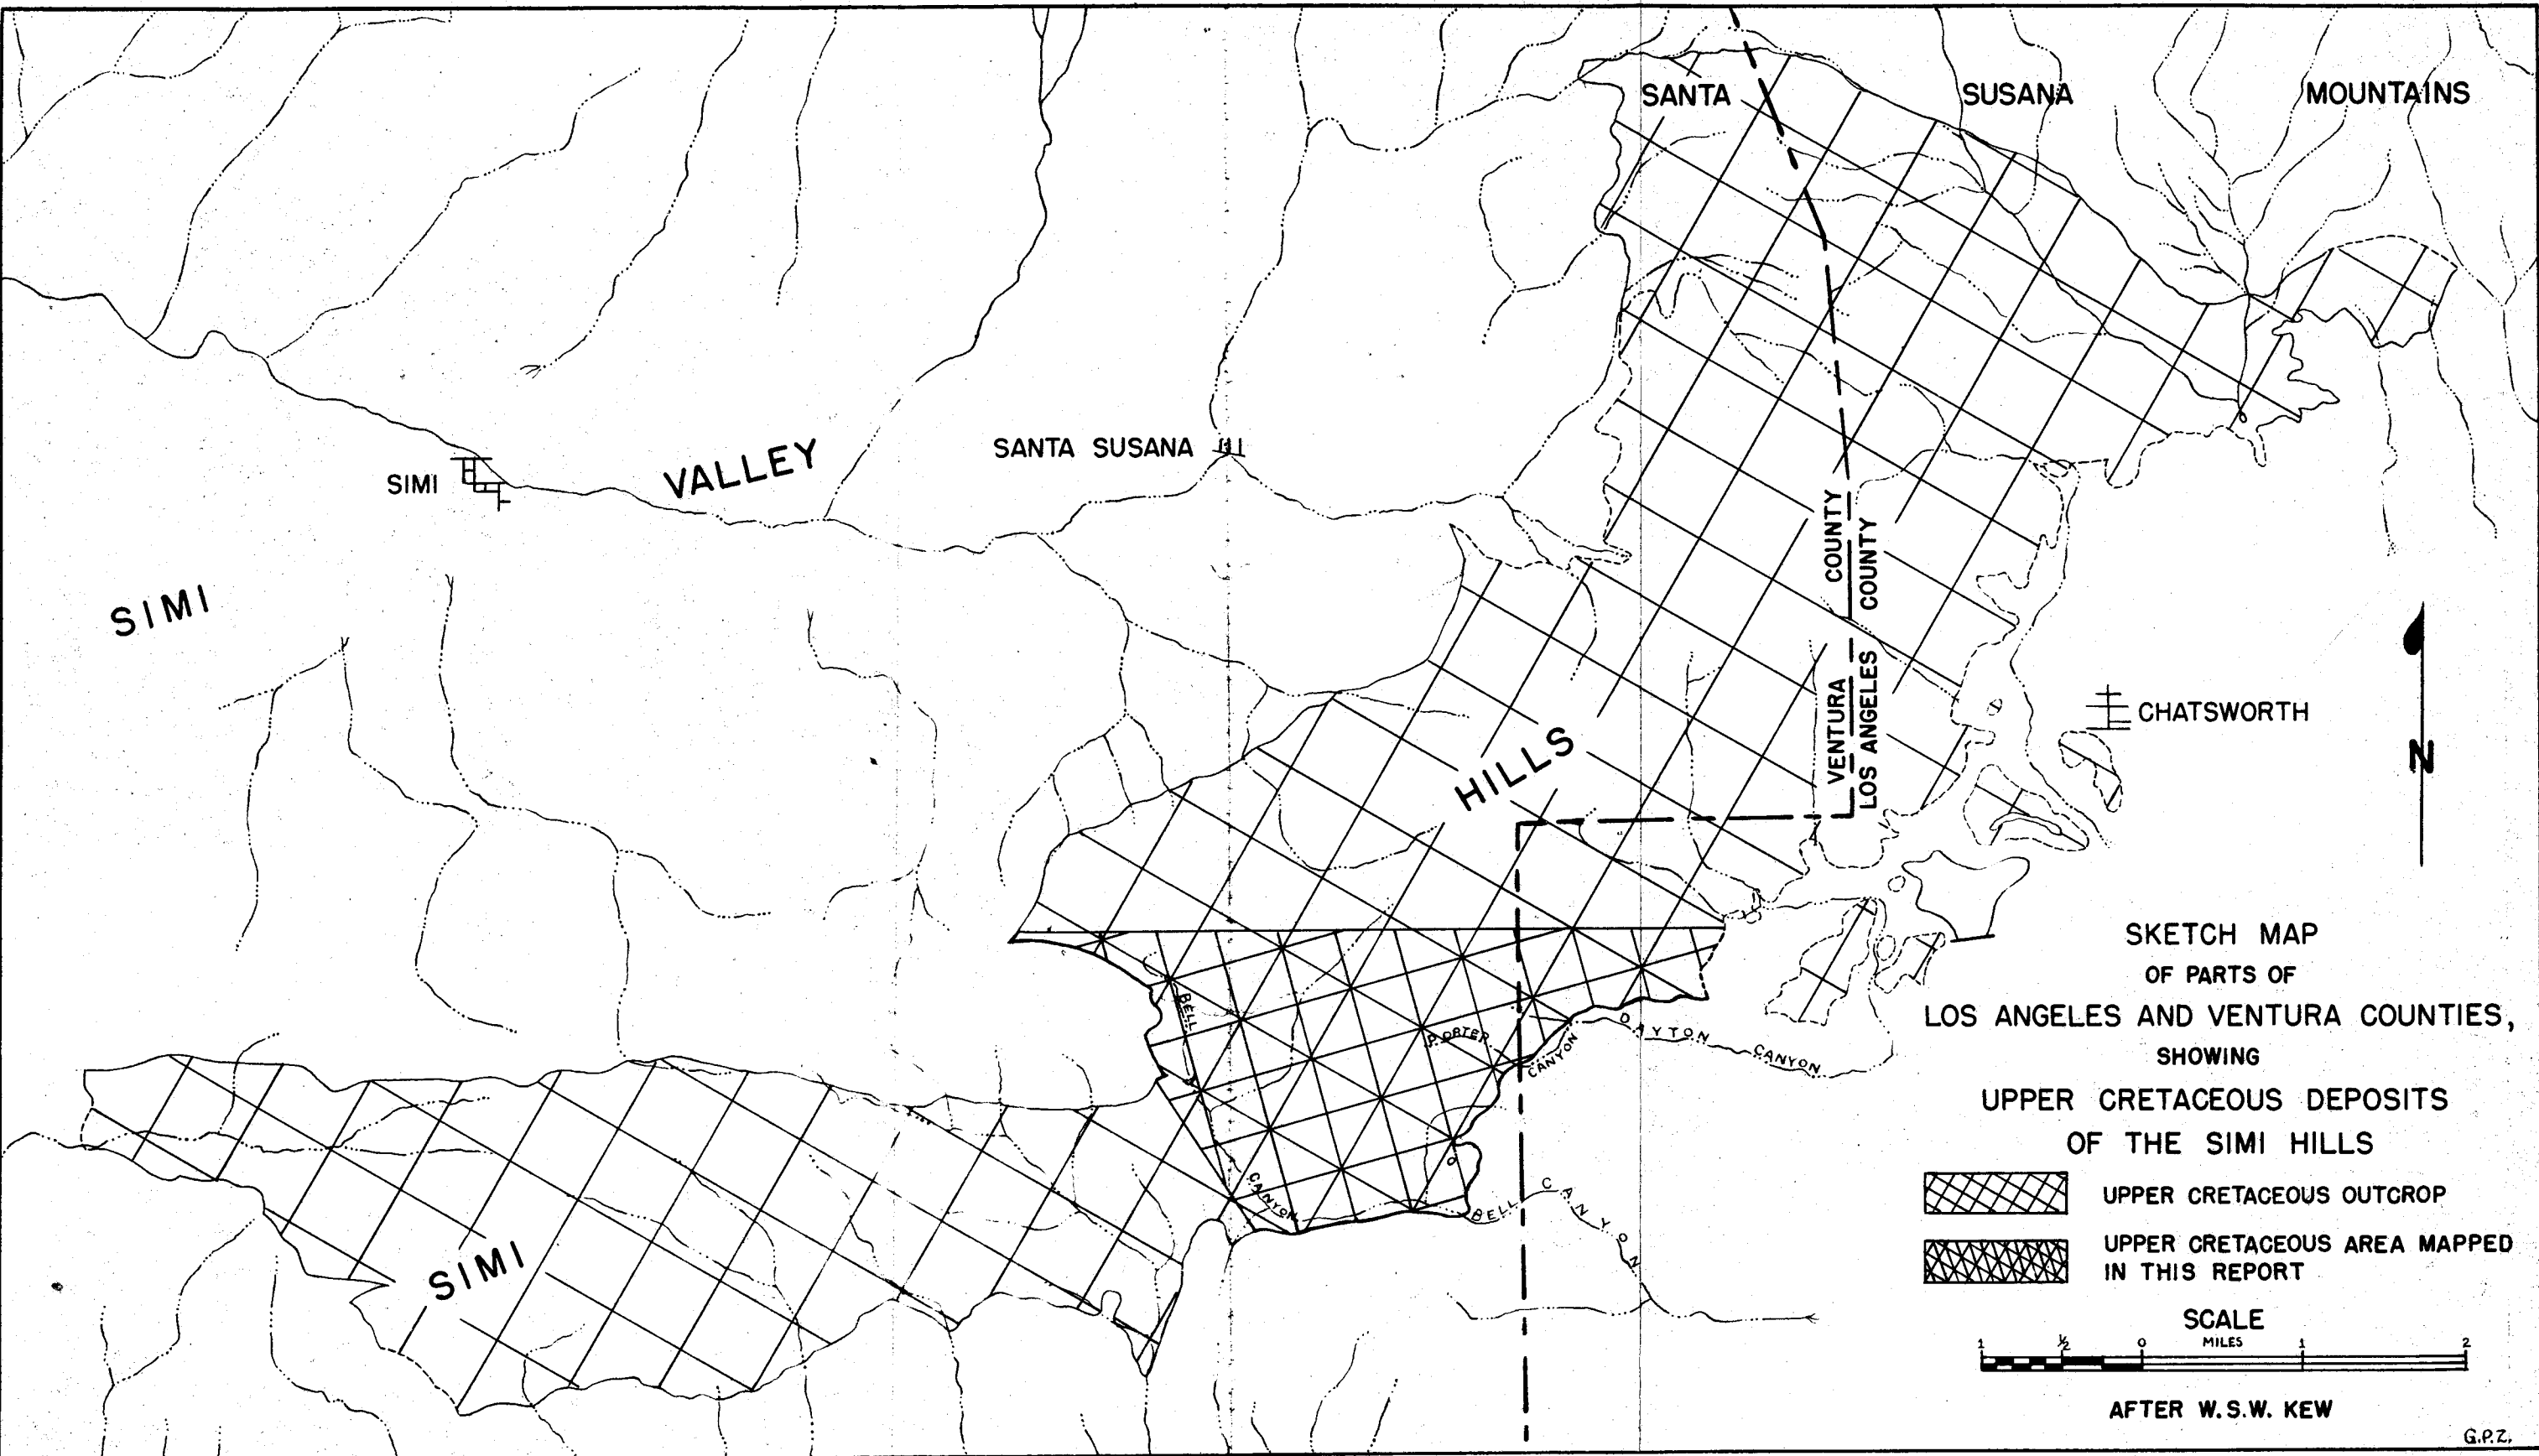 SANTA SUSANA MOUNTAINS
SIMI VALLEY
SANTA SUSANA
SIMI
VENTURA COUNTY
LOS ANGELES COUNTY
CHATSWORTH
N
SIMI HILLS
BELL CANYON
PORTER CANYON
DAYTON CANYON
BELL CANYON
SKETCH MAP
OF PARTS OF
LOS ANGELES AND VENTURA COUNTIES,
SHOWING
UPPER CRETACEOUS DEPOSITS
OF THE SIMI HILLS
UPPER CRETACEOUS OUTCROP
UPPER CRETACEOUS AREA MAPPED
IN THIS REPORT
SCALE
1 ½ 0 MILES 1 2
AFTER W.S.W. KEW
G.P.Z.